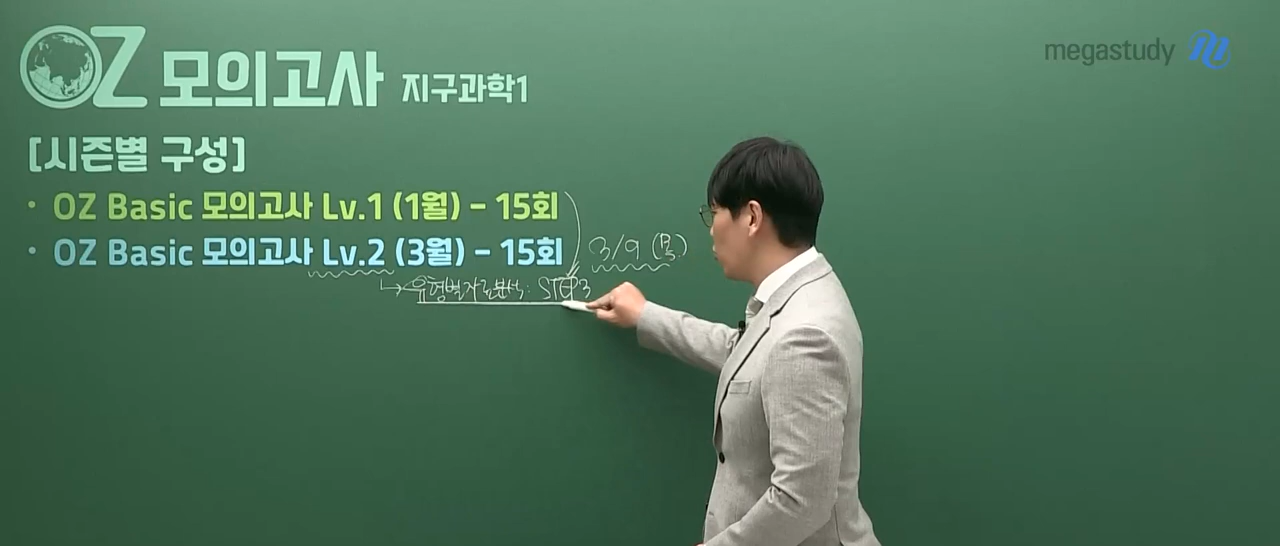 OZ 모의고사 지구과학1
megastudy
[시즌별 구성]
• OZ Basic 모의고사 Lv.1 (1월) - 15회
• OZ Basic 모의고사 Lv.2 (3월) - 15회
3/9 (목)
유형별자료분석: STEP3